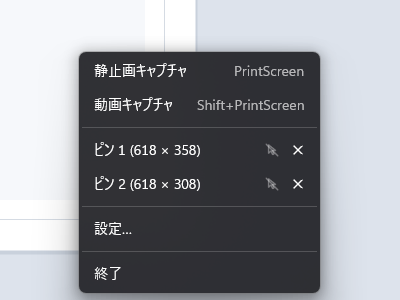 静止画キャプチャ PrintScreen
動画キャプチャ Shift+PrintScreen
ピン 1 (618 × 358)
ピン 2 (618 × 308)
設定...
終了